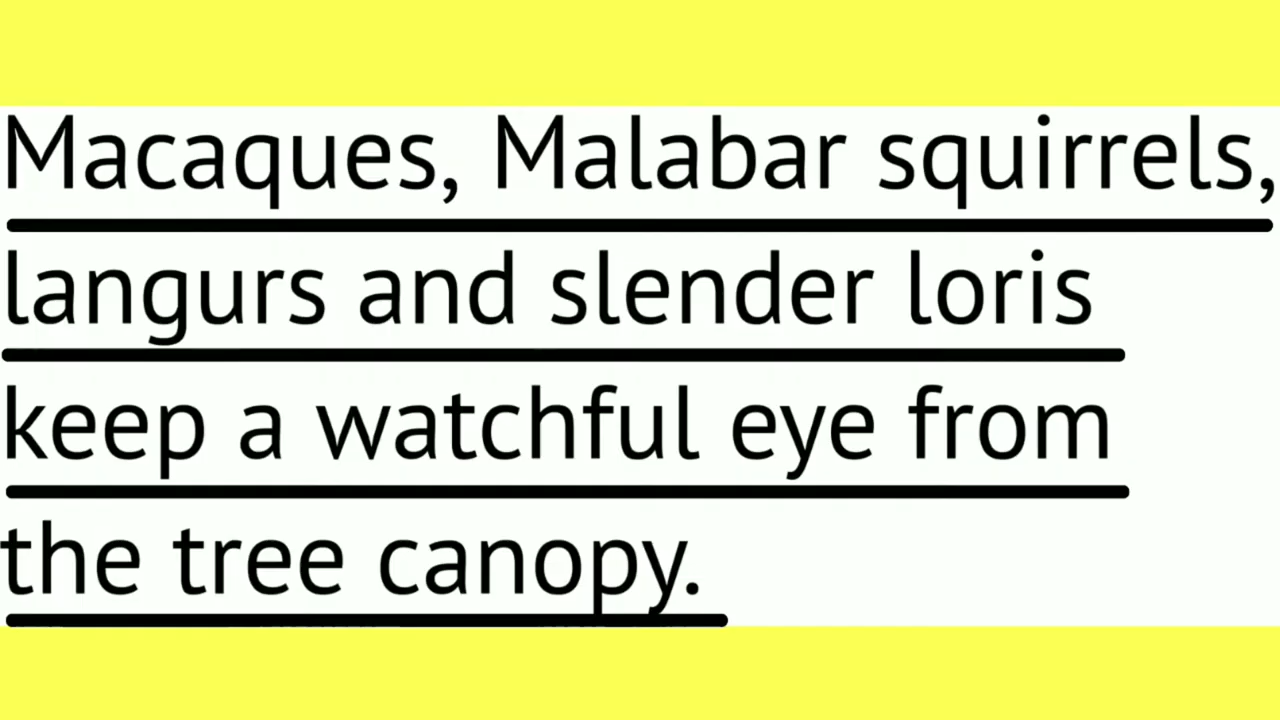 Macaques, Malabar squirrels,
langurs and slender loris
keep a watchful eye from
the tree canopy.